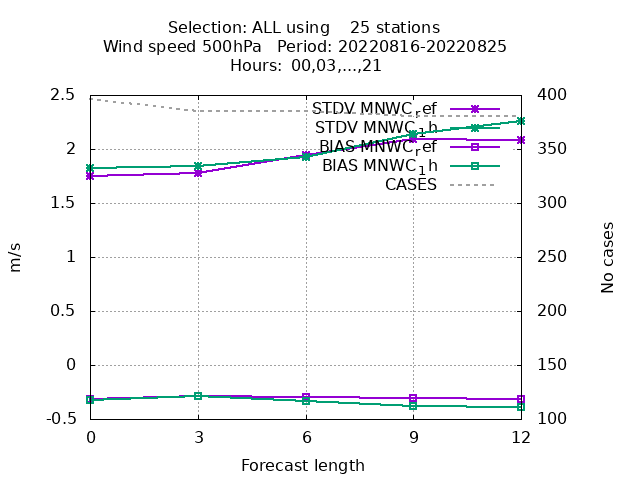 Selection: ALL using    25 stations
Wind speed 500hPa   Period: 20220816-20220825
Hours:  00,03,...,21
2.5
2
1.5
1
0.5
0
-0.5
400
350
300
250
200
150
100
STDV MNWC_ref
STDV MNWC_1h
BIAS MNWC_ref
BIAS MNWC_1h
CASES
m/s
No cases
0 3 6 9 12
Forecast length